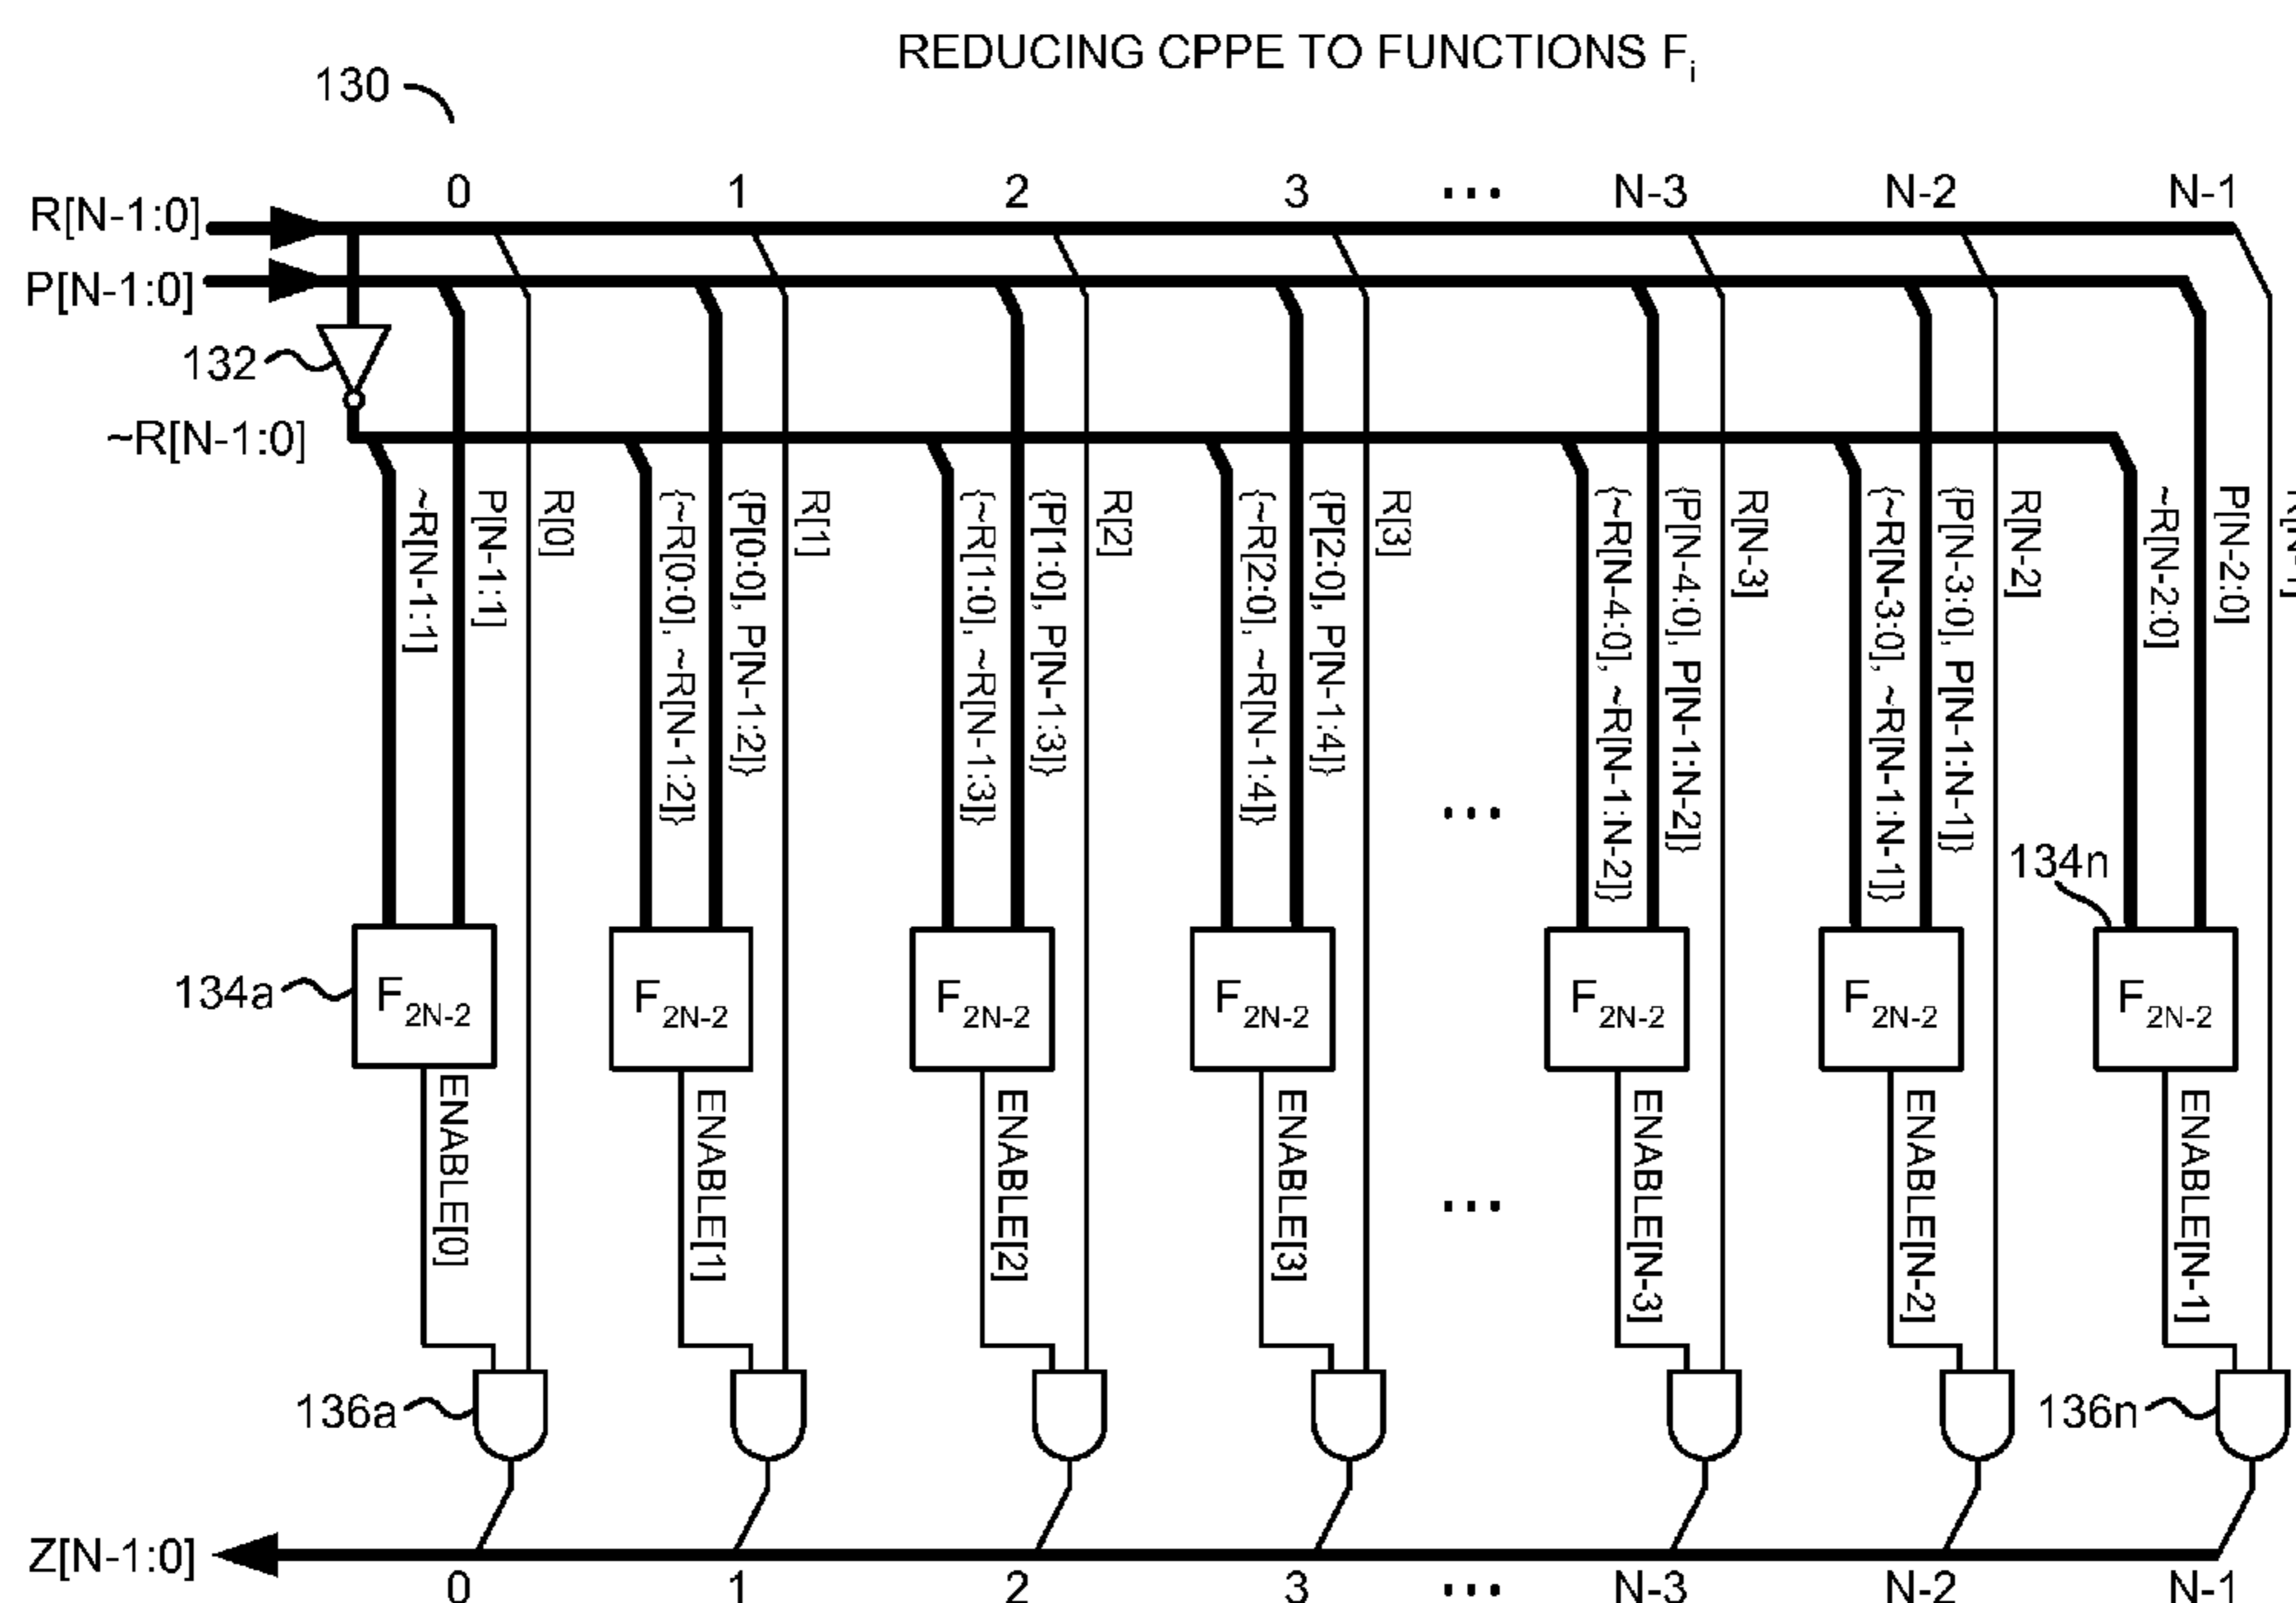 REDUCING CPPE TO FUNCTIONS Fi
130
0 1 2 3 ... N-3 N-2 N-1
R[N-1:0]
P[N-1:0]
132
~R[N-1:0]
~R[N-1:1]
P[N-1:1]
R[0]
{~R[0:0], ~R[N-1:2]}
{P[0:0], P[N-1:2]}
R[1]
{~R[1:0], ~R[N-1:3]}
{P[1:0], P[N-1:3]}
R[2]
{~R[2:0], ~R[N-1:4]}
{P[2:0], P[N-1:4]}
R[3]
...
{~R[N-4:0], ~R[N-1:N-2]}
{P[N-4:0], P[N-1:N-2]}
R[N-3]
{~R[N-3:0], ~R[N-1:N-1]}
{P[N-3:0], P[N-1:N-1]}
R[N-2]
~R[N-2:0]
P[N-2:0]
134n
134a
F2N-2
F2N-2
F2N-2
F2N-2
F2N-2
F2N-2
F2N-2
ENABLE[0]
ENABLE[1]
ENABLE[2]
ENABLE[3]
...
ENABLE[N-3]
ENABLE[N-2]
ENABLE[N-1]
136a
136n
Z[N-1:0]
0 1 2 3 ... N-3 N-2 N-1